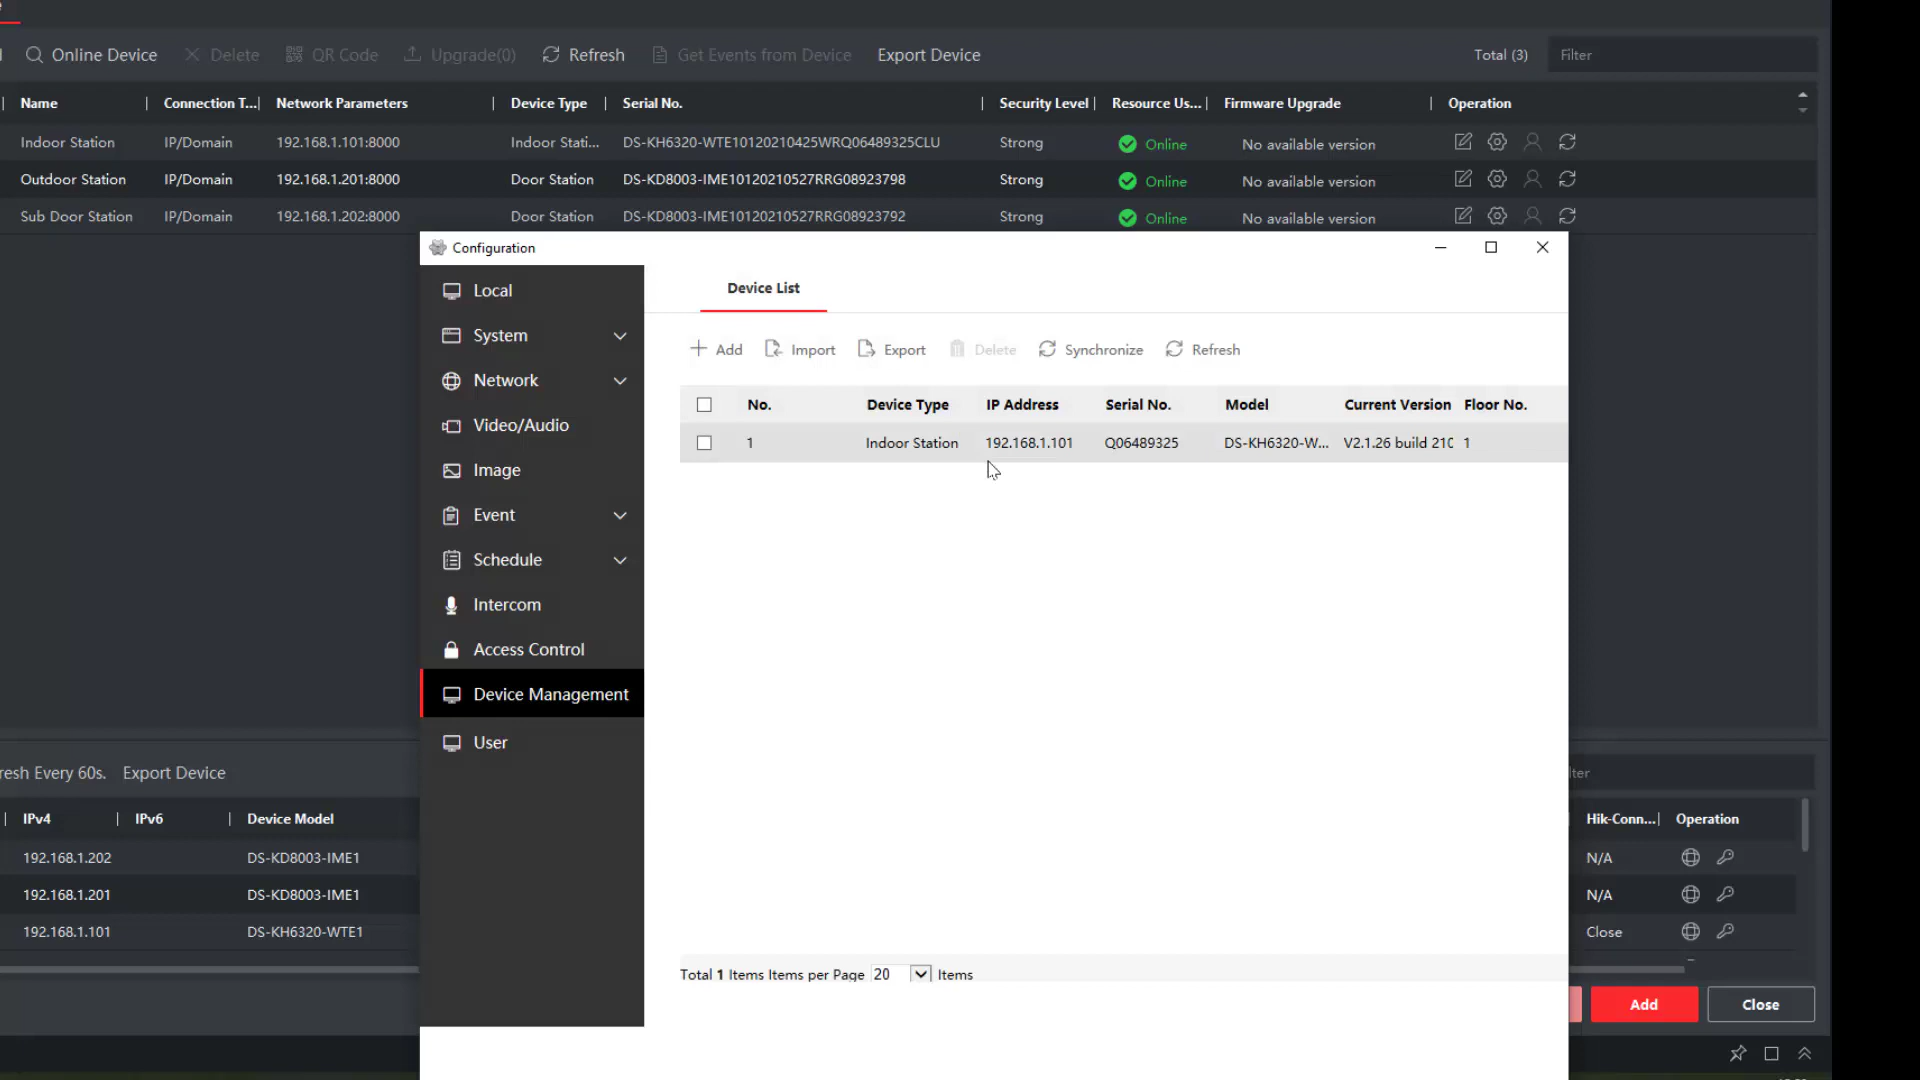 Online Device Delete QR Code Upgrade(0) Refresh Get Events from Device Export Device Total (3) Filter
Name Connection T... Network Parameters Device Type Serial No. Security Level Resource Us... Firmware Upgrade Operation
Indoor Station IP/Domain 192.168.1.101:8000 Indoor Stati... DS-KH6320-WTE10120210425WRQ06489325CLU Strong Online No available version
Outdoor Station IP/Domain 192.168.1.201:8000 Door Station DS-KD8003-IME10120210527RRG08923798 Strong Online No available version
Sub Door Station IP/Domain 192.168.1.202:8000 Door Station DS-KD8003-IME10120210527RRG08923792 Strong Online No available version
Configuration
Local
System
Network
Video/Audio
Image
Event
Schedule
Intercom
Access Control
Device Management
User
Device List
Add Import Export Delete Synchronize Refresh
No. Device Type IP Address Serial No. Model Current Version Floor No.
1 Indoor Station 192.168.1.101 Q06489325 DS-KH6320-W... V2.1.26 build 210 1
Total 1 Items Items per Page 20 Items
resh Every 60s. Export Device lter
IPv4 IPv6 Device Model Hik-Conn... Operation
192.168.1.202 DS-KD8003-IME1 N/A
192.168.1.201 DS-KD8003-IME1 N/A
192.168.1.101 DS-KH6320-WTE1 Close
Add Close